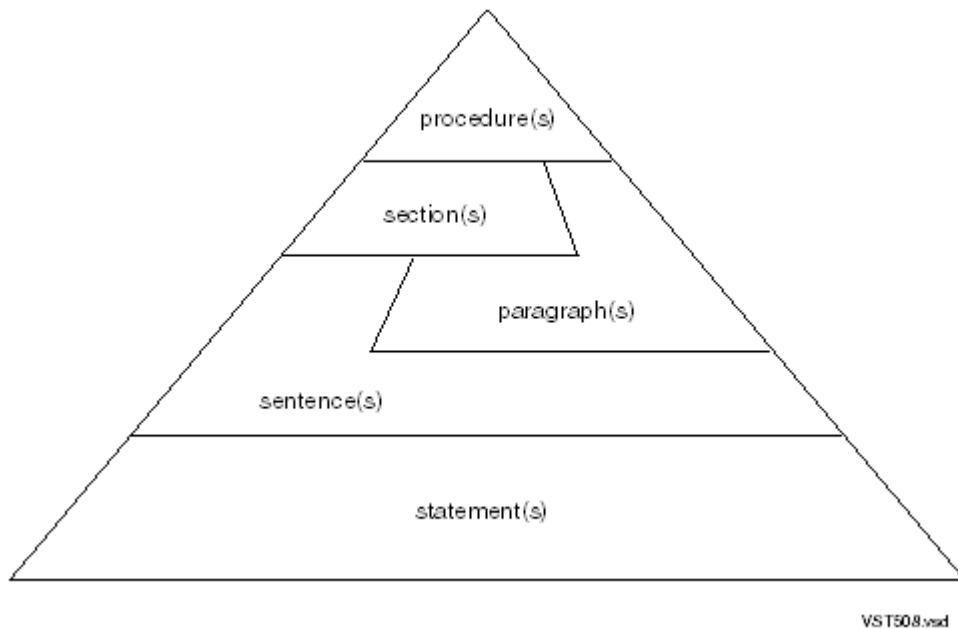 procedure(s)
section(s)
paragraph(s)
sentence(s)
statement(s)
VST508.vsd